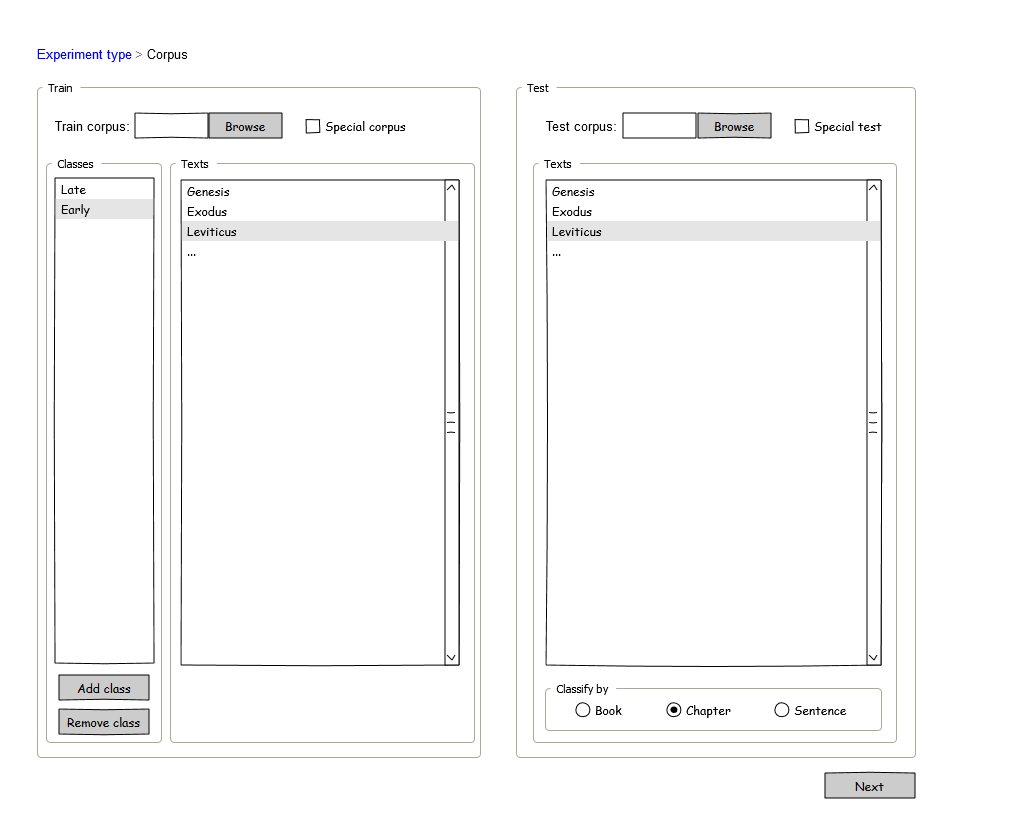 Experiment type > Corpus
Train
Train corpus: Browse Special corpus
Classes
Late
Early
Add class
Remove class
Texts
Genesis
Exodus
Leviticus
...
Test
Test corpus: Browse Special test
Texts
Genesis
Exodus
Leviticus
...
Classify by
Book Chapter Sentence
Next